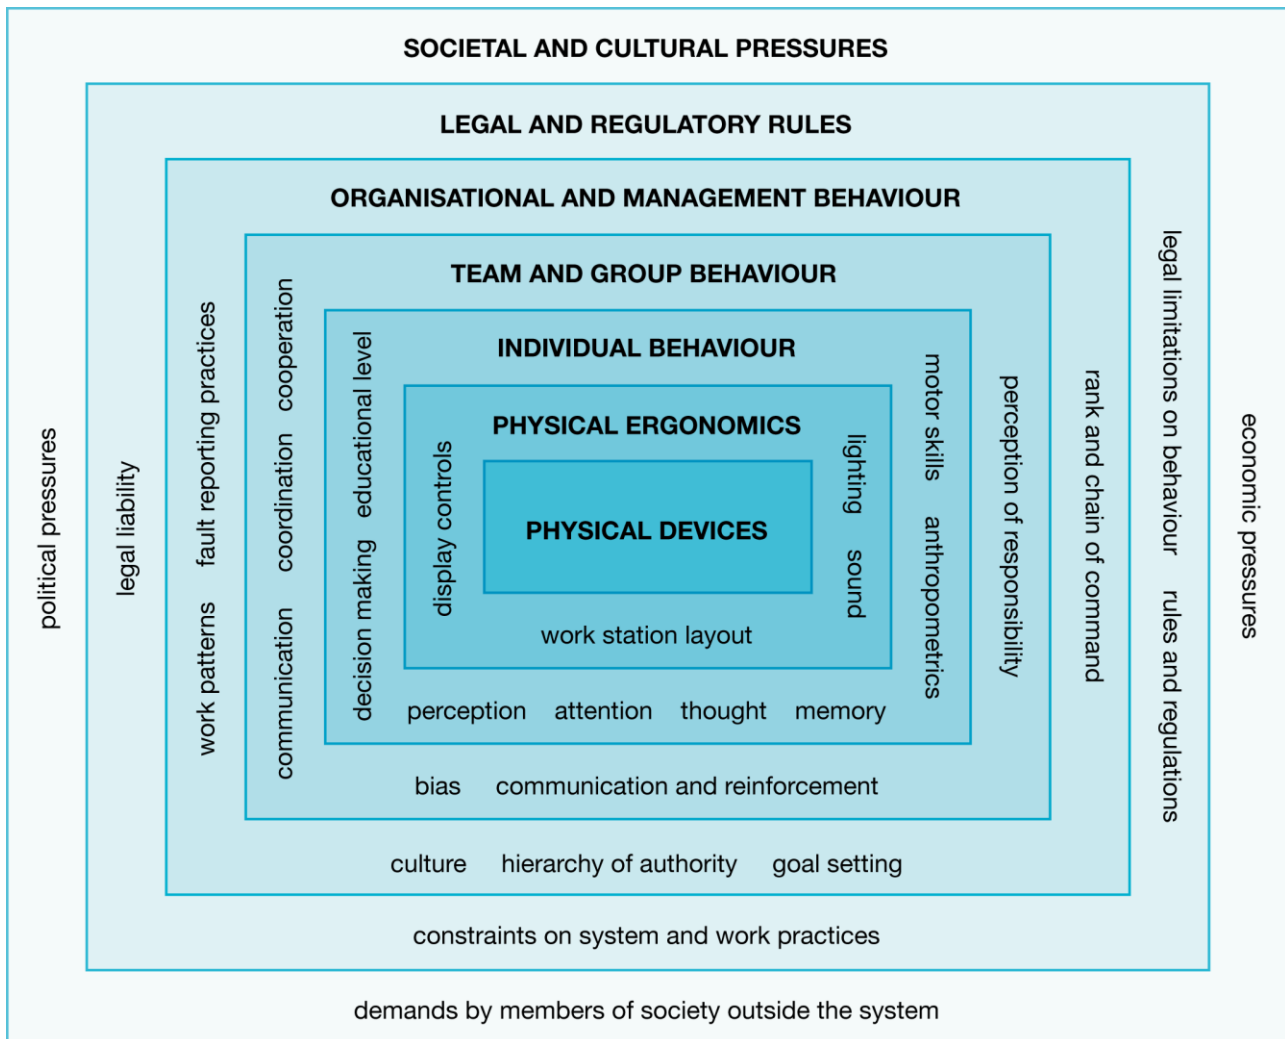 SOCIETAL AND CULTURAL PRESSURES
political pressures
economic pressures
demands by members of society outside the system
LEGAL AND REGULATORY RULES
legal liability
legal limitations on behaviour rules and regulations
constraints on system and work practices
ORGANISATIONAL AND MANAGEMENT BEHAVIOUR
work patterns fault reporting practices
rank and chain of command
culture hierarchy of authority goal setting
TEAM AND GROUP BEHAVIOUR
communication coordination cooperation
perception of responsibility
bias communication and reinforcement
INDIVIDUAL BEHAVIOUR
decision making educational level
motor skills anthropometrics
perception attention thought memory
PHYSICAL ERGONOMICS
display controls
lighting sound
work station layout
PHYSICAL DEVICES